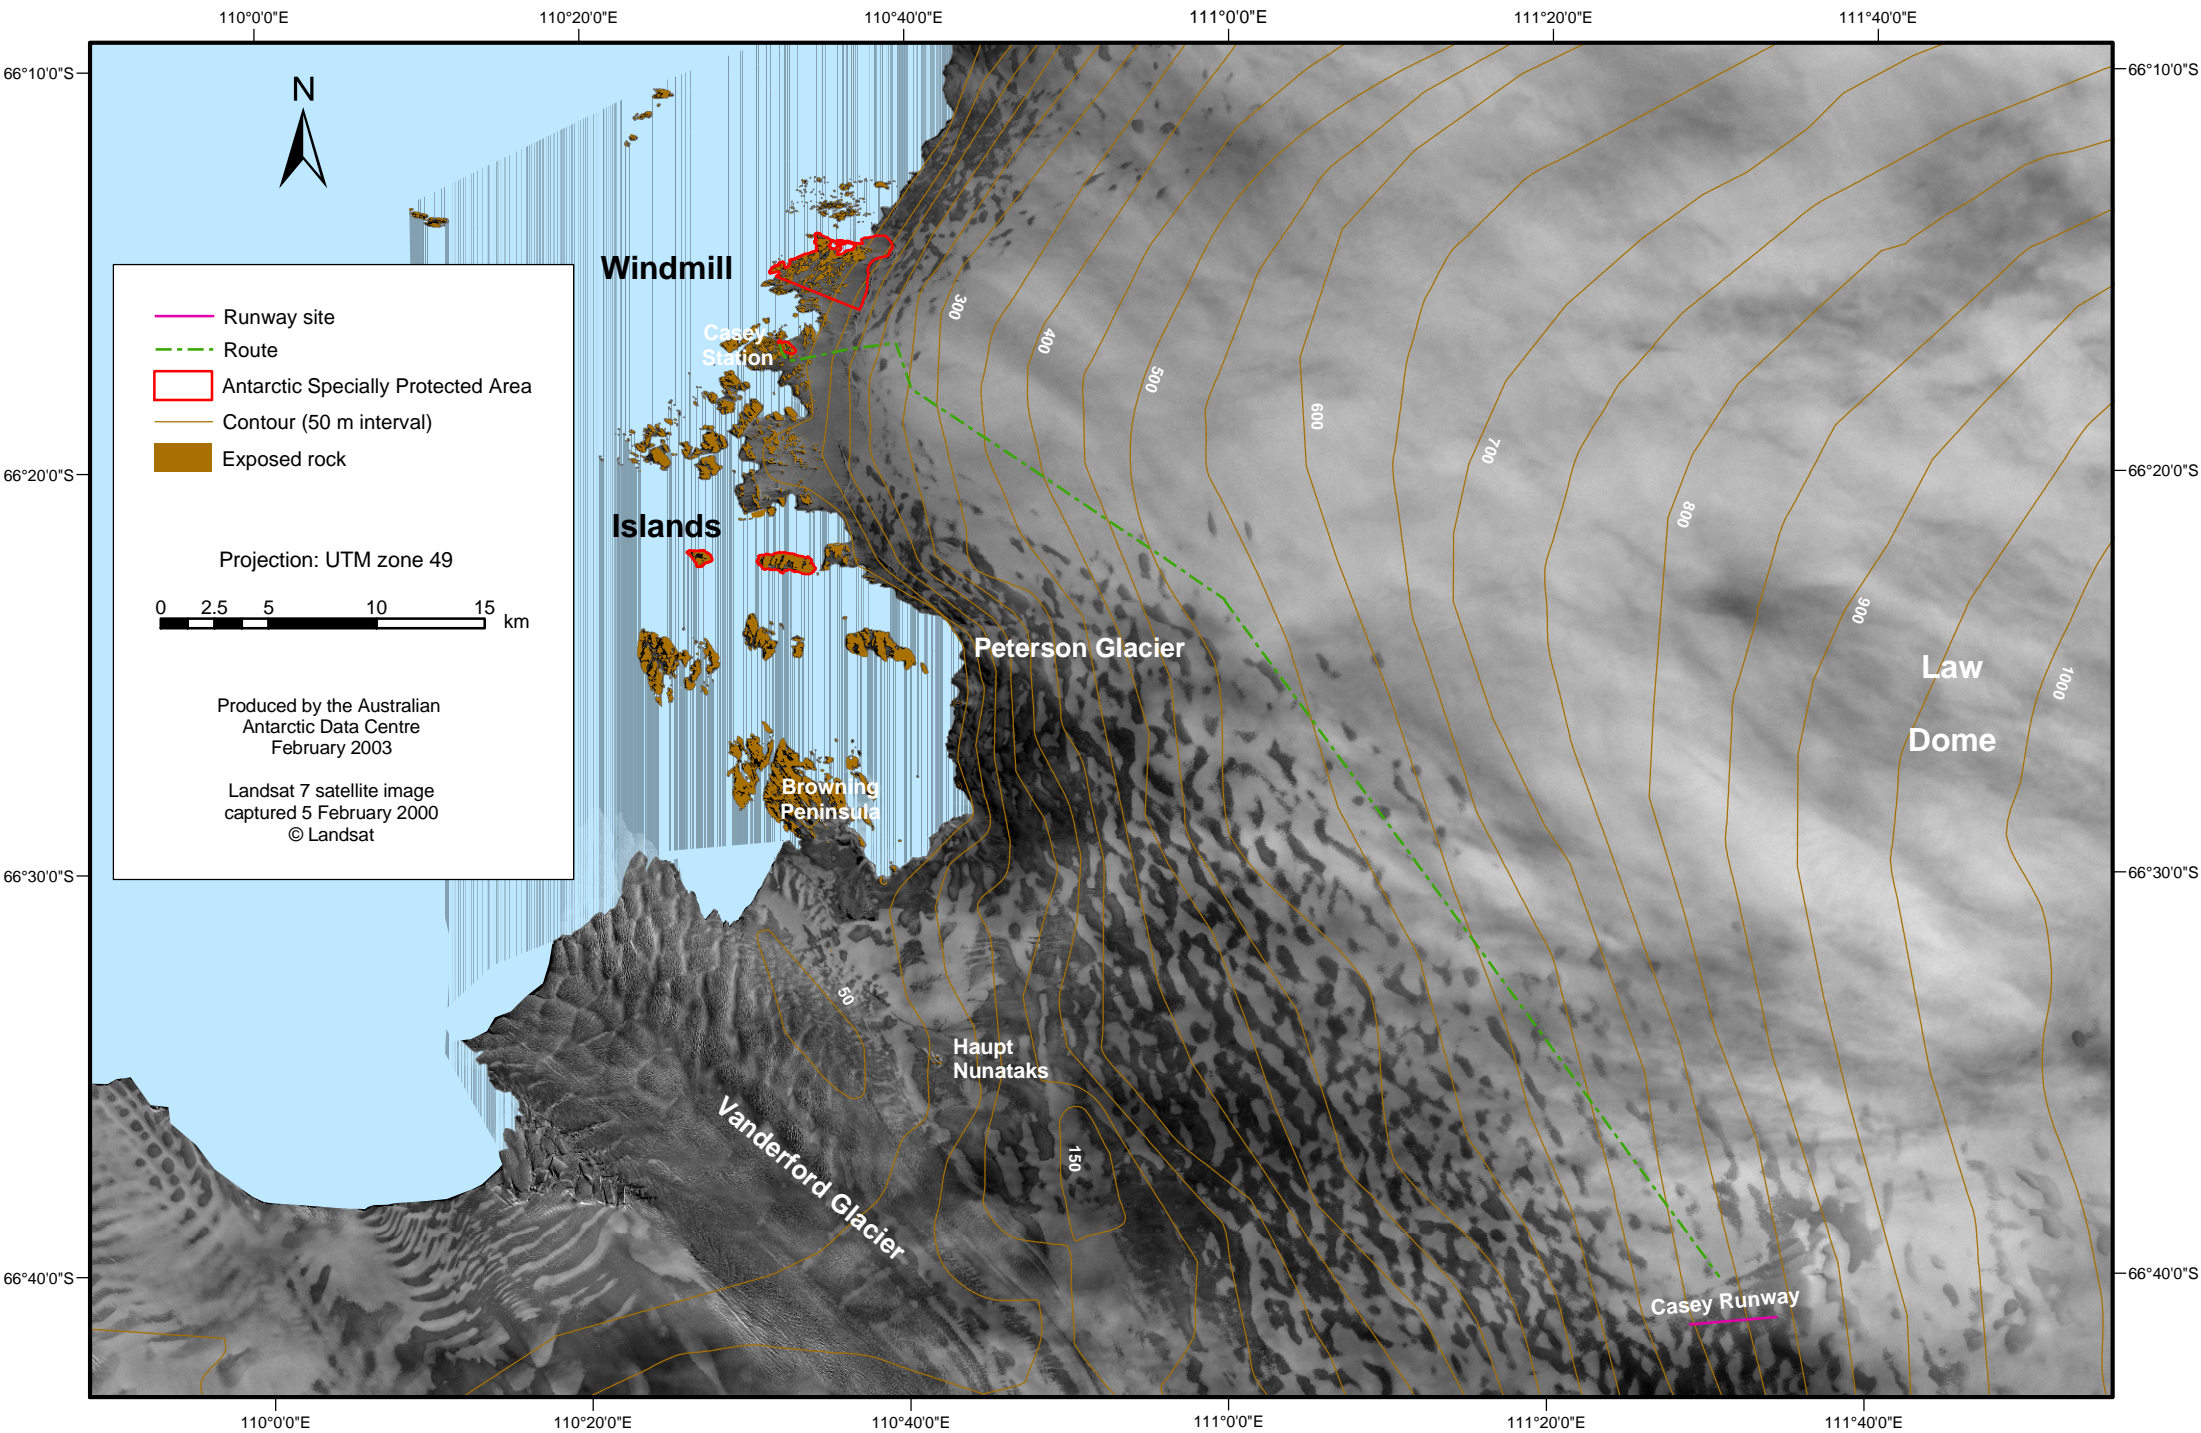 110°0'0"E
110°20'0"E
110°40'0"E
111°0'0"E
111°20'0"E
111°40'0"E
66°10'0"S
66°10'0"S
N
Windmill
300
Casey
Station
400
500
600
700
800
900
1000
Runway site
Route
Antarctic Specially Protected Area
Contour (50 m interval)
Exposed rock
66°20'0"S
66°20'0"S
Islands
Projection: UTM zone 49
0 2.5 5 10 15
km
Peterson Glacier
Law
Dome
Produced by the Australian
Antarctic Data Centre
February 2003
Landsat 7 satellite image
captured 5 February 2000
© Landsat
Browning
Peninsula
66°30'0"S
66°30'0"S
50
Haupt
Nunataks
Vanderford Glacier
150
66°40'0"S
66°40'0"S
Casey Runway
110°0'0"E
110°20'0"E
110°40'0"E
111°0'0"E
111°20'0"E
111°40'0"E